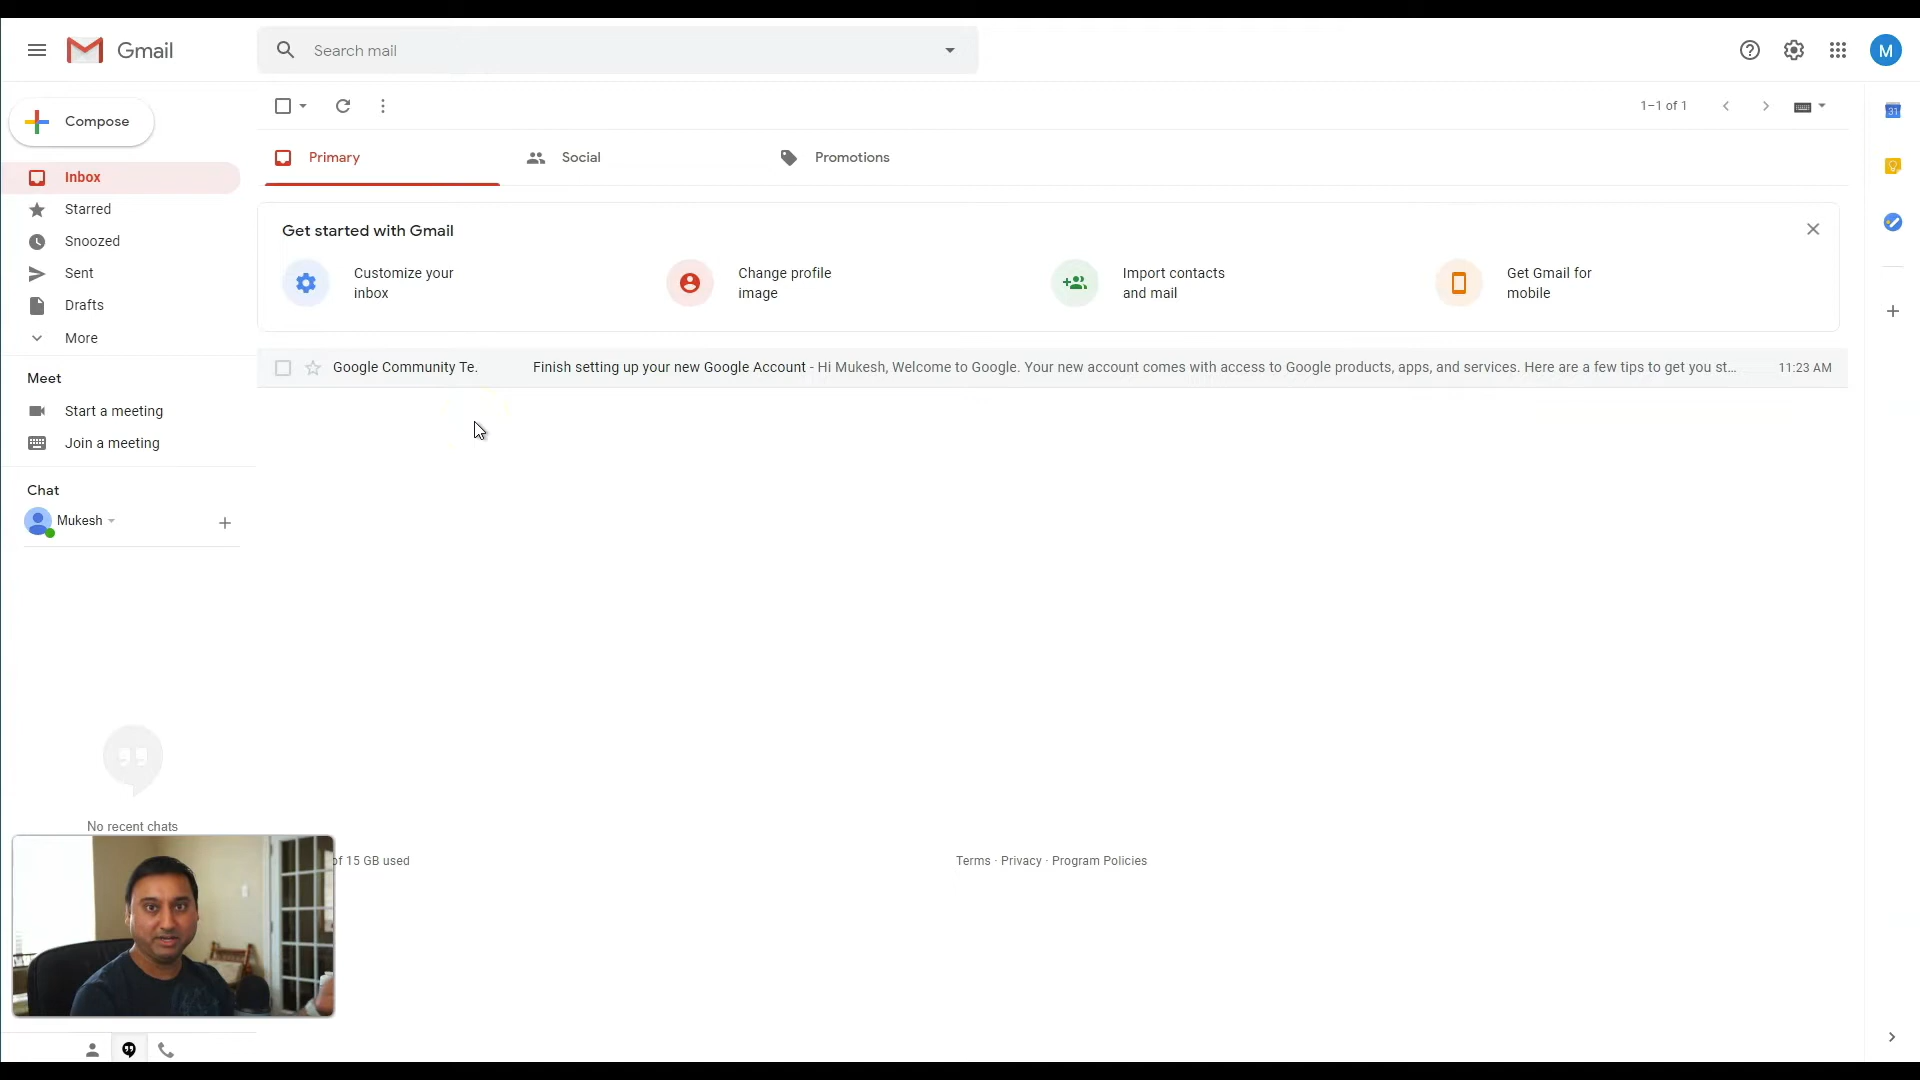 Gmail
Search mail
M
Compose
1–1 of 1
31
Primary
Social
Promotions
Inbox
Starred
Snoozed
Sent
Drafts
More
Get started with Gmail
Customize your
inbox
Change profile
image
Import contacts
and mail
Get Gmail for
mobile
Google Community Te.
Finish setting up your new Google Account - Hi Mukesh, Welcome to Google. Your new account comes with access to Google products, apps, and services. Here are a few tips to get you st...
11:23 AM
Meet
Start a meeting
Join a meeting
Chat
Mukesh
No recent chats
of 15 GB used
Terms · Privacy · Program Policies